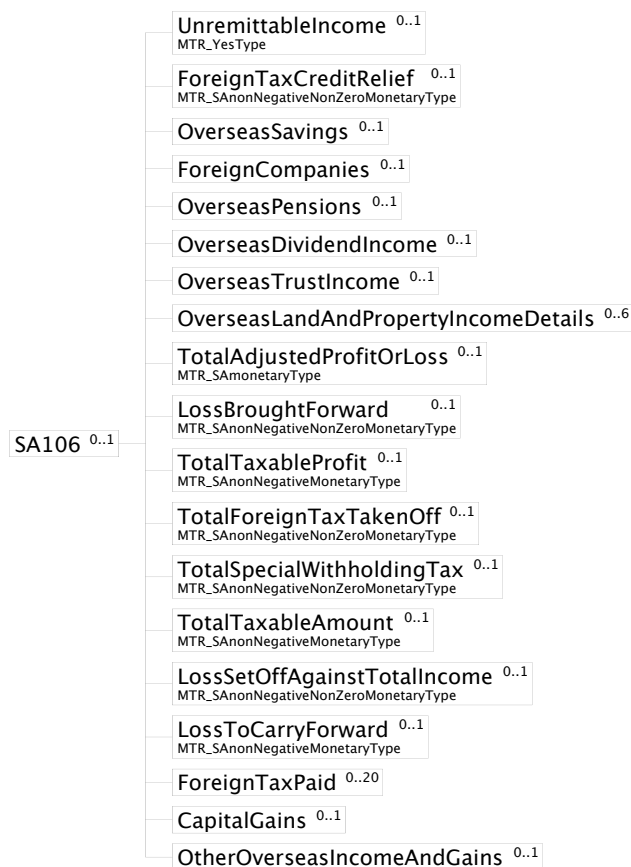 UnremittableIncome 0..1
MTR_YesType
ForeignTaxCreditRelief 0..1
MTR_SAnonNegativeNonZeroMonetaryType
OverseasSavings 0..1
ForeignCompanies 0..1
OverseasPensions 0..1
OverseasDividendIncome 0..1
OverseasTrustIncome 0..1
OverseasLandAndPropertyIncomeDetails 0..6
TotalAdjustedProfitOrLoss 0..1
MTR_SAmonetaryType
LossBroughtForward 0..1
MTR_SAnonNegativeNonZeroMonetaryType
SA106 0..1
TotalTaxableProfit 0..1
MTR_SAnonNegativeMonetaryType
TotalForeignTaxTakenOff 0..1
MTR_SAnonNegativeNonZeroMonetaryType
TotalSpecialWithholdingTax 0..1
MTR_SAnonNegativeNonZeroMonetaryType
TotalTaxableAmount 0..1
MTR_SAnonNegativeMonetaryType
LossSetOffAgainstTotalIncome 0..1
MTR_SAnonNegativeNonZeroMonetaryType
LossToCarryForward 0..1
MTR_SAnonNegativeMonetaryType
ForeignTaxPaid 0..20
CapitalGains 0..1
OtherOverseasIncomeAndGains 0..1